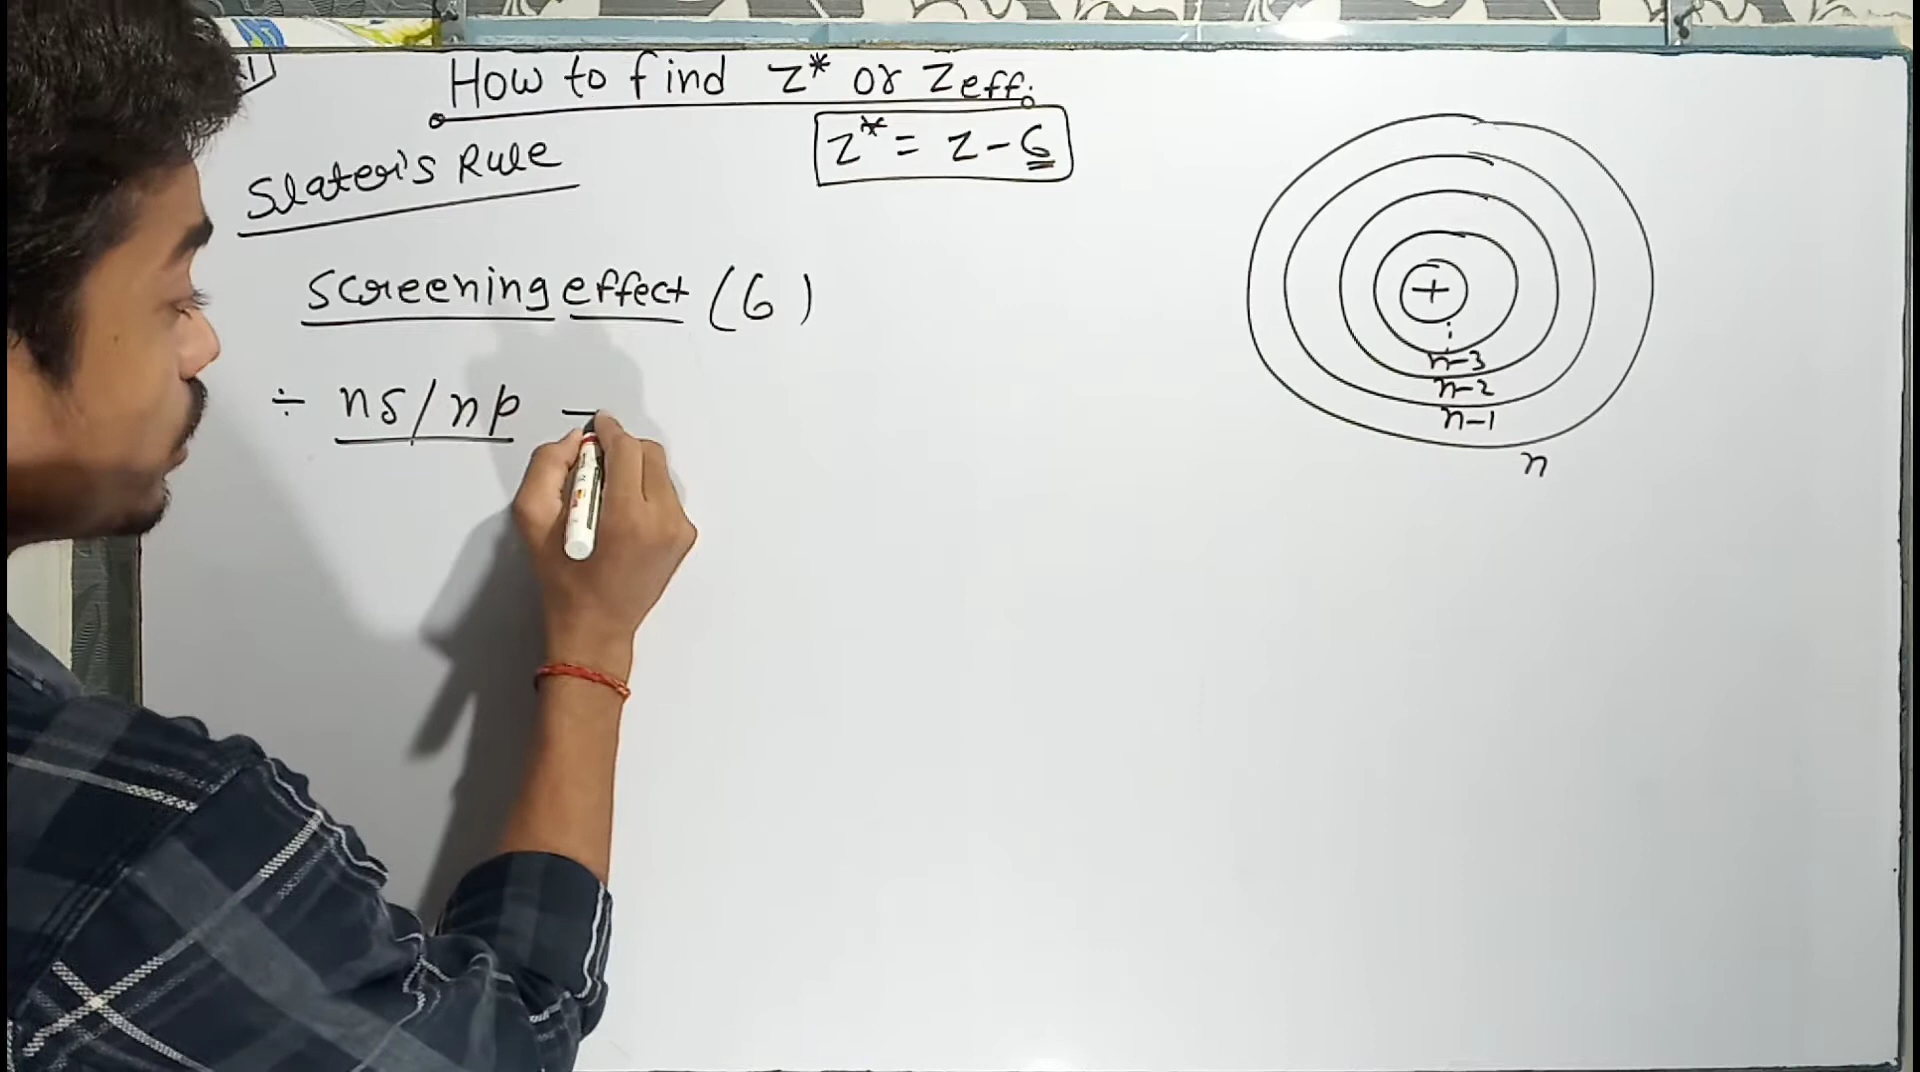 How to find Z* or Zeff.
Z* = Z - σ
Slater's Rule
Screening effect (σ)
÷ ns/np -
+
n-3
n-2
n-1
n